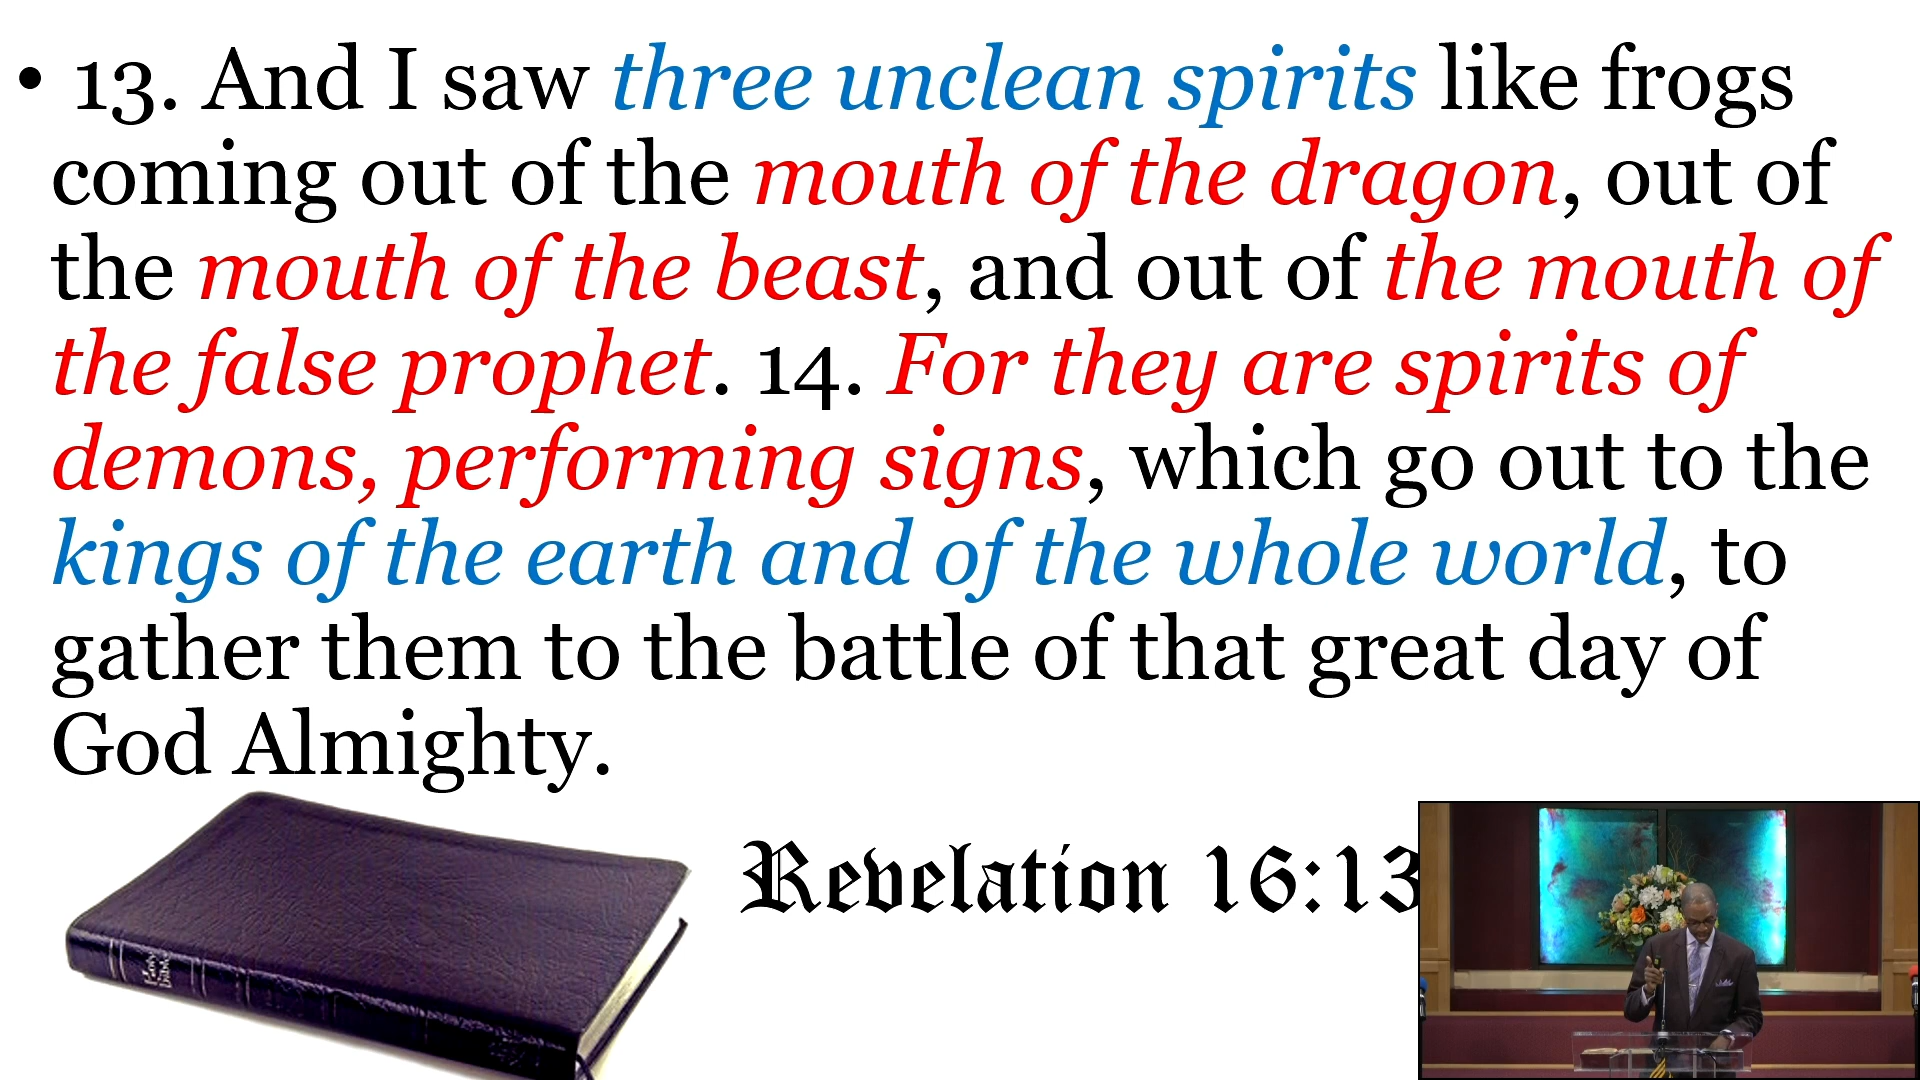 • 13. And I saw three unclean spirits like frogs
coming out of the mouth of the dragon, out of
the mouth of the beast, and out of the mouth of
the false prophet. 14. For they are spirits of
demons, performing signs, which go out to the
kings of the earth and of the whole world, to
gather them to the battle of that great day of
God Almighty.
Revelation 16:13
Holy Bible